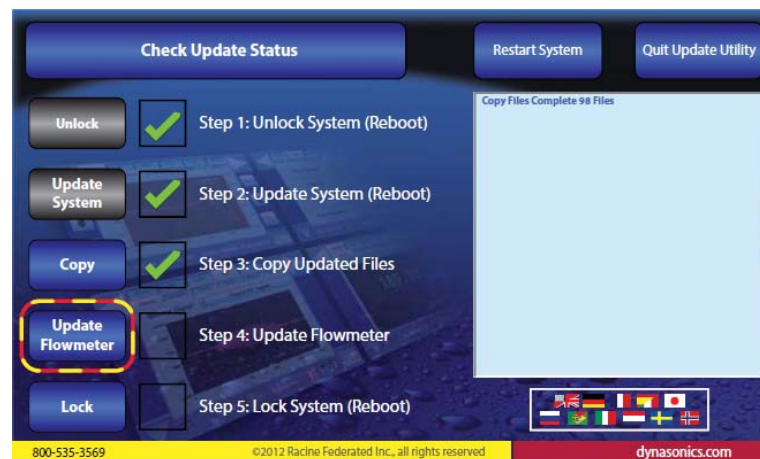 Check Update Status
Restart System
Quit Update Utility
Copy Files Complete 98 Files
Unlock
Step 1: Unlock System (Reboot)
Update
System
Step 2: Update System (Reboot)
Copy
Step 3: Copy Updated Files
Update
Flowmeter
Step 4: Update Flowmeter
Lock
Step 5: Lock System (Reboot)
800-535-3569
©2012 Racine Federated Inc., all rights reserved
dynasonics.com